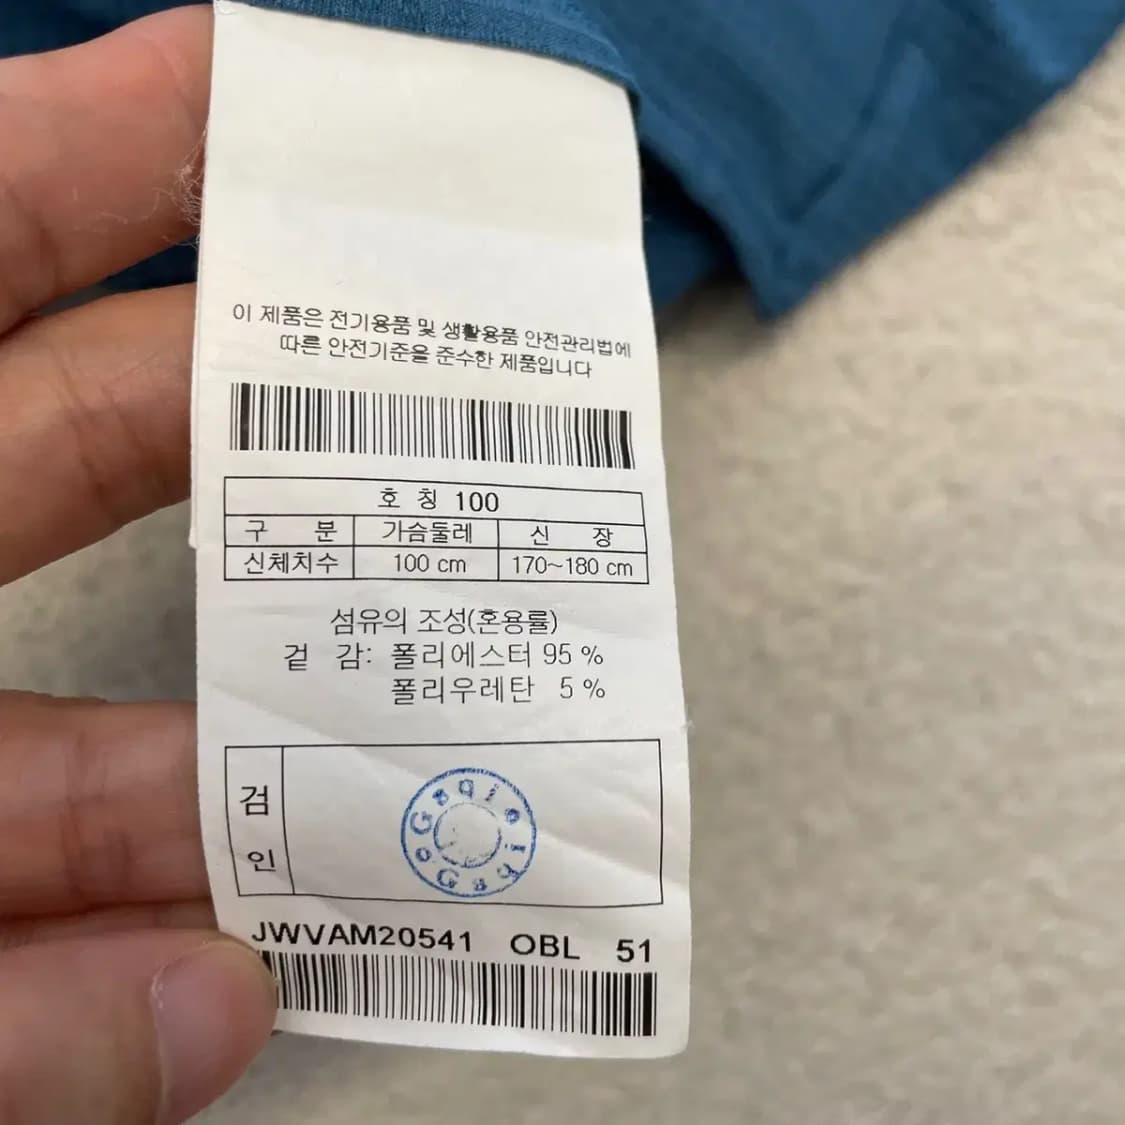 이 제품은 전기용품 및 생활용품 안전관리법에
따른 안전기준을 준수한 제품입니다
호 칭 100
구 분 가슴둘레 신 장
신체치수 100 cm 170~180 cm
섬유의 조성(혼용률)
겉 감: 폴리에스터 95 %
폴리우레탄 5 %
검
인
JWVAM20541 OBL 51